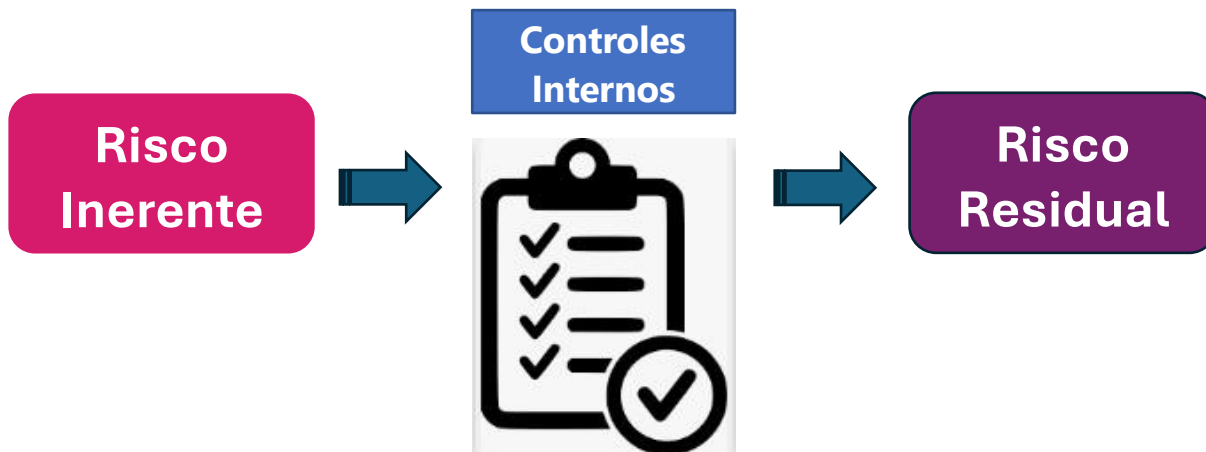 Risco
Inerente
Controles
Internos
Risco
Residual